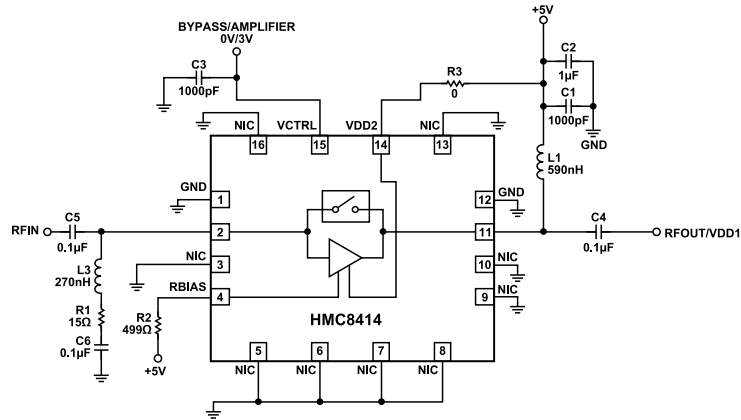 +5V
BYPASS/AMPLIFIER
0V/3V
C3
1000pF
R3
0
C2
1µF
C1
1000pF
GND
L1
590nH
NIC
VCTRL
VDD2
NIC
16
15
14
13
GND
1
12
GND
RFIN
C5
0.1µF
2
11
C4
0.1µF
RFOUT/VDD1
NIC
3
10
NIC
L3
270nH
RBIAS
4
9
NIC
R1
15Ω
R2
499Ω
HMC8414
C6
0.1µF
+5V
5
6
7
8
NIC
NIC
NIC
NIC